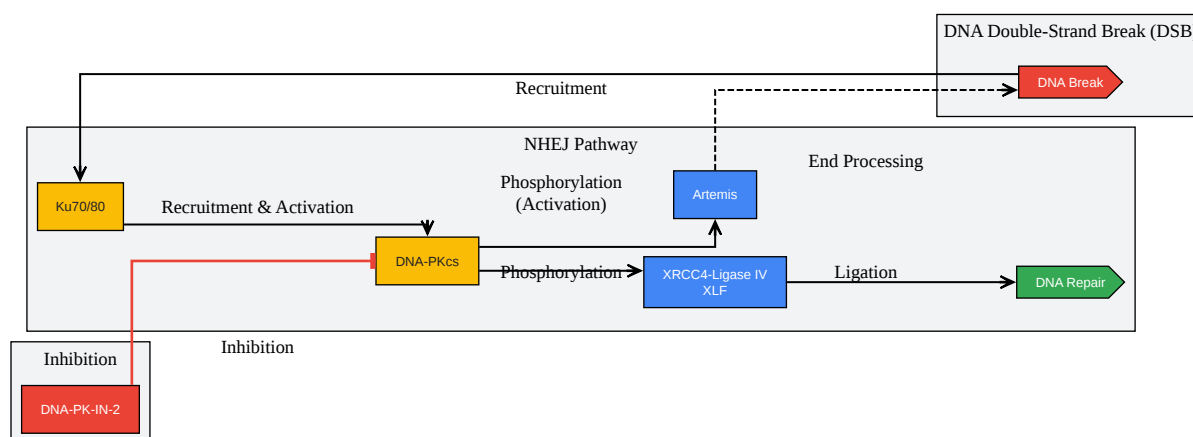 DNA Double-Strand Break (DSB)
DNA Break
Recruitment
NHEJ Pathway
End Processing
Phosphorylation
(Activation)
Artemis
Ku70/80
Recruitment & Activation
DNA-PKcs
Phosphorylation
XRCC4-Ligase IV
XLF
Ligation
DNA Repair
Inhibition
Inhibition
DNA-PK-IN-2